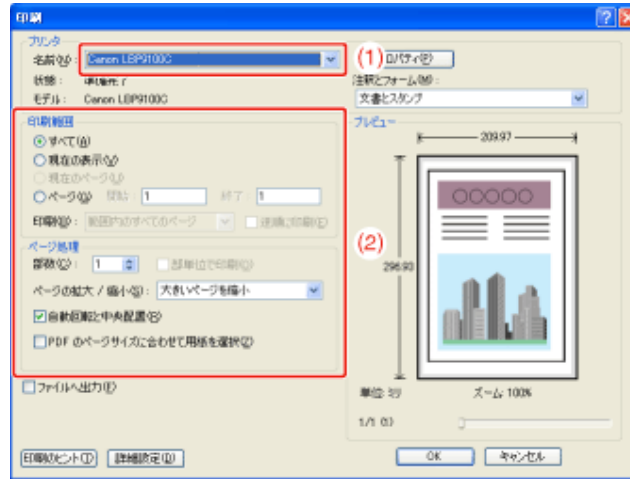 印刷
プリンタ
名前(N): Canon LBP9100C
(1) ロパティ(P)
状態: 準備完了
注釈とフォーム(M):
モデル: Canon LBP9100C
文書とスタンプ
印刷範囲
プレビュー
すべて(A)
209.97
現在の表示(V)
現在のページ(U)
ページ(G) 開始: 1 終了 1
印刷(I): 範囲内のすべてのページ 逆順に印刷(E)
(2)
ページ処理
部数(C): 1 部単位で印刷(O)
296.93
ページの拡大 / 縮小(S): 大きいページを縮小
自動回転と中央配置(B)
PDF のページサイズに合わせて用紙を選択(Z)
ファイルへ出力(F)
単位: ミリ ズーム: 100%
1/1 (1)
印刷のヒント(T) 詳細設定(D) OK キャンセル